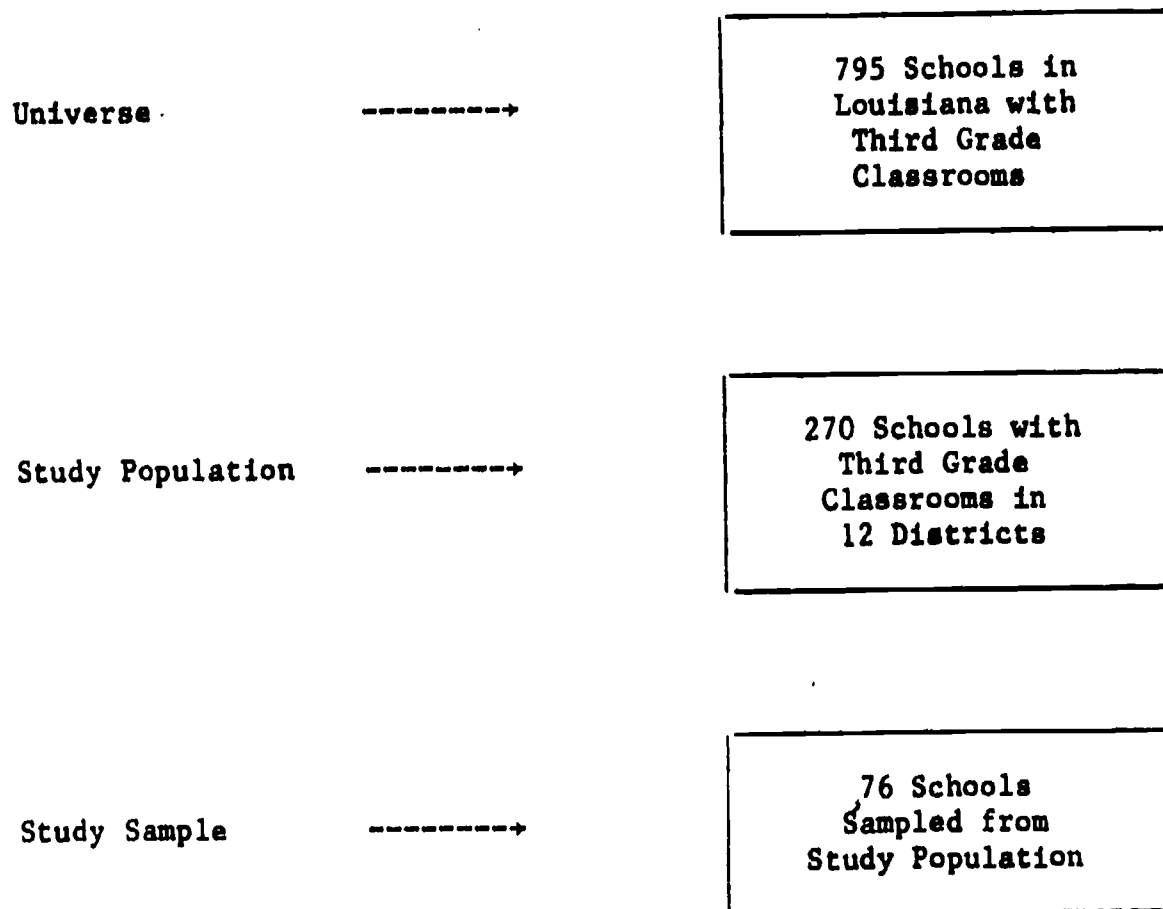 Universe
---------→
795 Schools in
Louisiana with
Third Grade
Classrooms
Study Population
---------→
270 Schools with
Third Grade
Classrooms in
12 Districts
Study Sample
---------→
76 Schools
Sampled from
Study Population